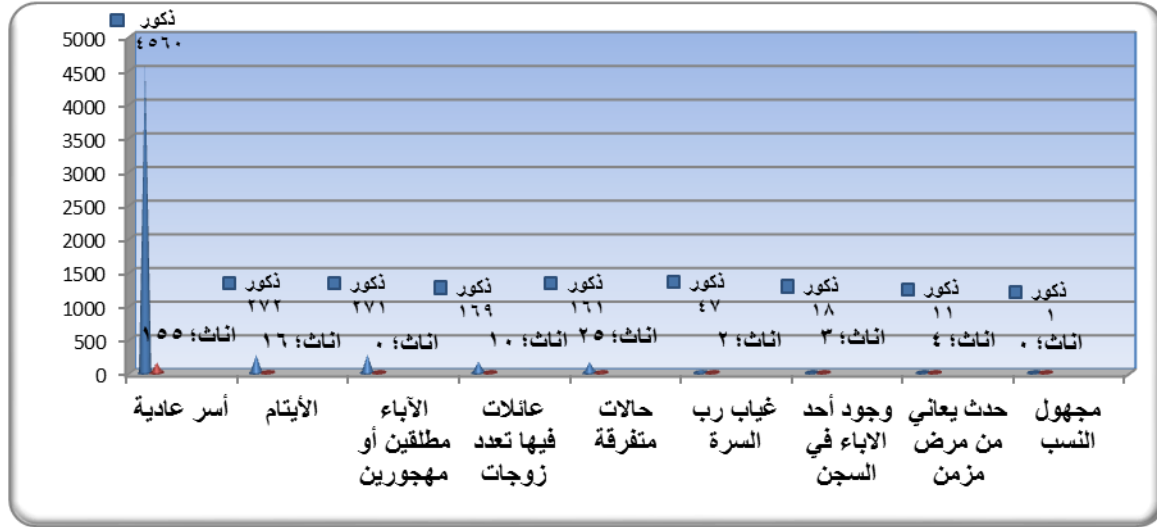 ذكور
٤٥٦٠
5000
4500
4000
3500
3000
2500
2000
1500
1000
500
0
ذكور
٢٧٢
ذكور
٢٧١
ذكور
١٦٩
ذكور
١٦١
ذكور
٤٧
ذكور
١٨
ذكور
١١
ذكور
١
اناث؛ ١٥٥
اناث؛ ١٦
اناث؛ ٠
اناث؛ ١٠
اناث؛ ٢٥
اناث؛ ٢
اناث؛ ٣
اناث؛ ٤
اناث؛ ٠
أسر عادية
الأيتام
الآباء
مطلقين أو
مهجورين
عائلات
فيها تعدد
زوجات
حالات
متفرقة
غياب رب
السرة
وجود أحد
الاباء في
السجن
حدث يعاني
من مرض
مزمن
مجهول
النسب